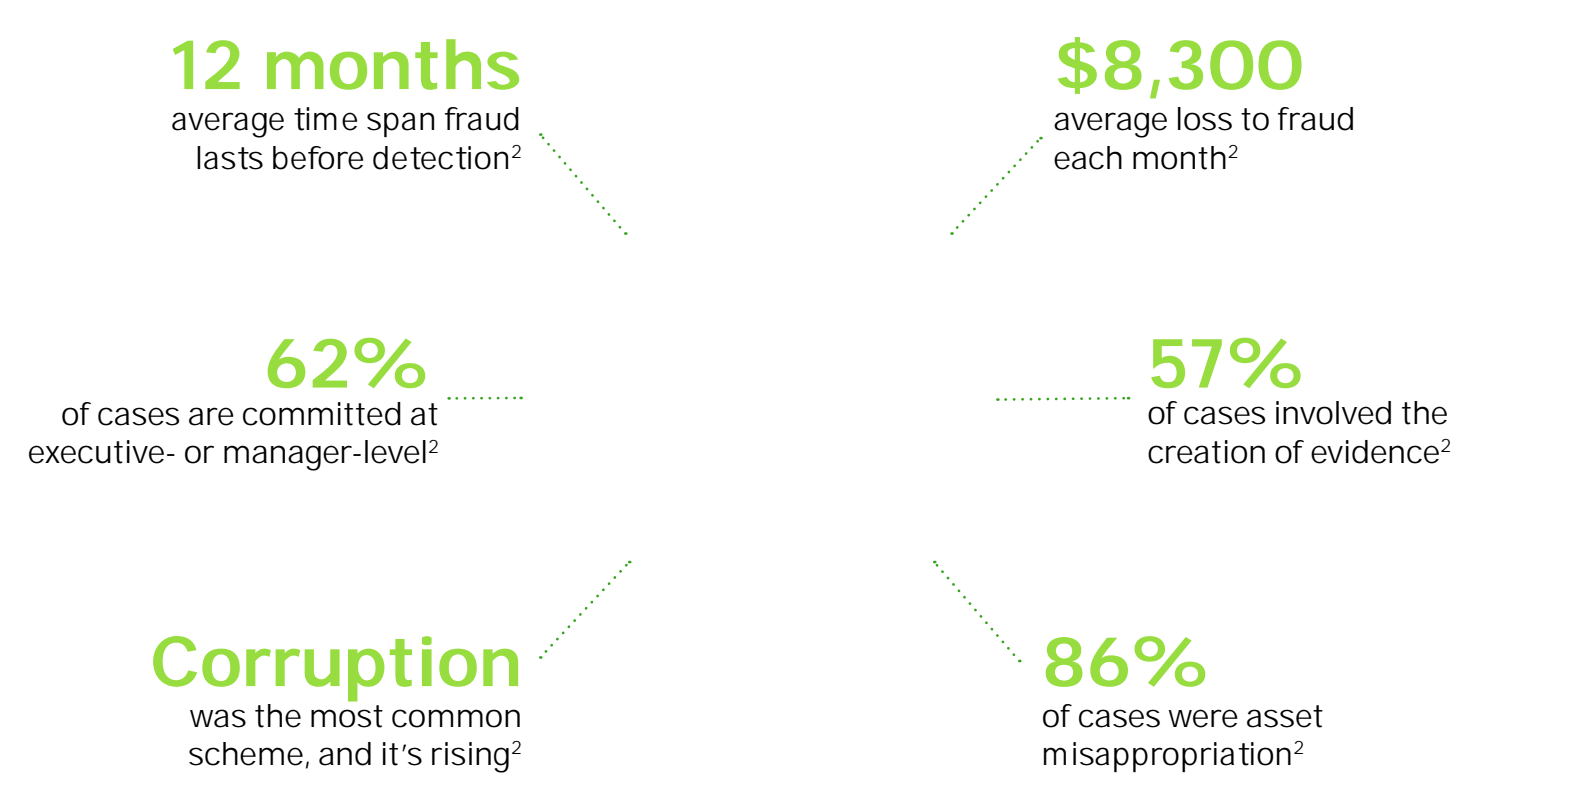 12 months
average time span fraud
lasts before detection²
$8,300
average loss to fraud
each month²
62%
of cases are committed at
executive- or manager-level²
57%
of cases involved the
creation of evidence²
Corruption
was the most common
scheme, and it's rising²
86%
of cases were asset
misappropriation²